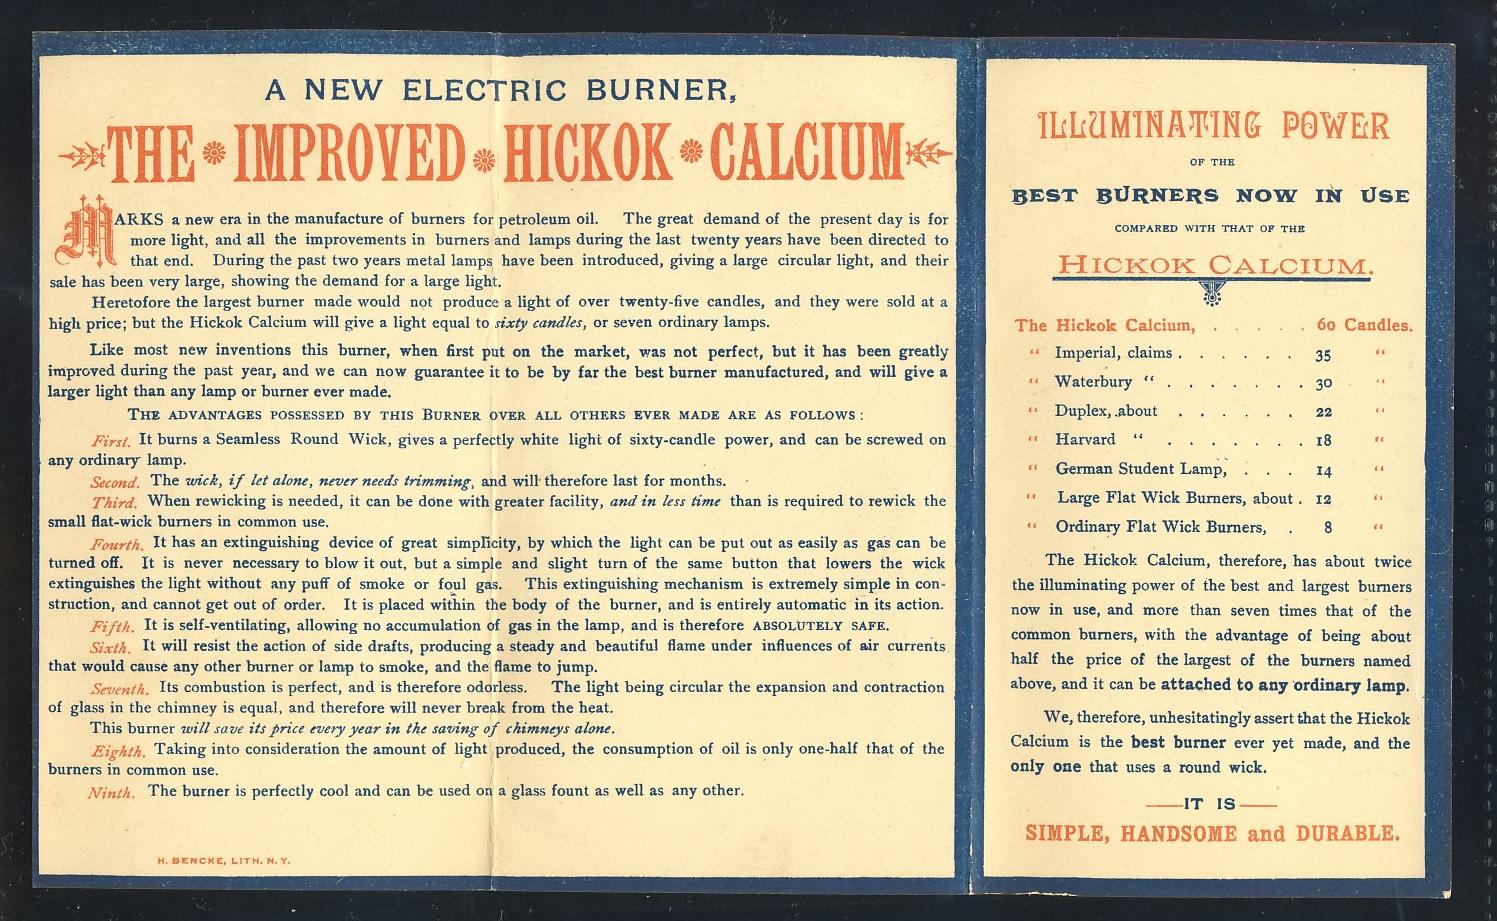 A NEW ELECTRIC BURNER,
THE IMPROVED HICKOK CALCIUM
MARKS a new era in the manufacture of burners for petroleum oil. The great demand of the present day is for
more light, and all the improvements in burners and lamps during the last twenty years have been directed to
that end. During the past two years metal lamps have been introduced, giving a large circular light, and their
sale has been very large, showing the demand for a large light.
Heretofore the largest burner made would not produce a light of over twenty-five candles, and they were sold at a
high price; but the Hickok Calcium will give a light equal to sixty candles, or seven ordinary lamps.
Like most new inventions this burner, when first put on the market, was not perfect, but it has been greatly
improved during the past year, and we can now guarantee it to be by far the best burner manufactured, and will give a
larger light than any lamp or burner ever made.
THE ADVANTAGES POSSESSED BY THIS BURNER OVER ALL OTHERS EVER MADE ARE AS FOLLOWS:
First. It burns a Seamless Round Wick, gives a perfectly white light of sixty-candle power, and can be screwed on
any ordinary lamp.
Second. The wick, if let alone, never needs trimming, and will therefore last for months.
Third. When rewicking is needed, it can be done with greater facility, and in less time than is required to rewick the
small flat-wick burners in common use.
Fourth. It has an extinguishing device of great simplicity, by which the light can be put out as easily as gas can be
turned off. It is never necessary to blow it out, but a simple and slight turn of the same button that lowers the wick
extinguishes the light without any puff of smoke or foul gas. This extinguishing mechanism is extremely simple in con-
struction, and cannot get out of order. It is placed within the body of the burner, and is entirely automatic in its action.
Fifth. It is self-ventilating, allowing no accumulation of gas in the lamp, and is therefore ABSOLUTELY SAFE.
Sixth. It will resist the action of side drafts, producing a steady and beautiful flame under influences of air currents
that would cause any other burner or lamp to smoke, and the flame to jump.
Seventh. Its combustion is perfect, and is therefore odorless. The light being circular the expansion and contraction
of glass in the chimney is equal, and therefore will never break from the heat.
This burner will save its price every year in the saving of chimneys alone.
Eighth. Taking into consideration the amount of light produced, the consumption of oil is only one-half that of the
burners in common use.
Ninth. The burner is perfectly cool and can be used on a glass fount as well as any other.
H. BENCKE, LITH. N. Y.
ILLUMINATING POWER
OF THE
BEST BURNERS NOW IN USE
COMPARED WITH THAT OF THE
HICKOK CALCIUM.
The Hickok Calcium, . . . . . 60 Candles.
" Imperial, claims . . . . . . 35 "
" Waterbury " . . . . . . . 30 "
" Duplex, about . . . . . . 22 "
" Harvard " . . . . . . . 18 "
" German Student Lamp, . . . 14 "
" Large Flat Wick Burners, about . 12 "
" Ordinary Flat Wick Burners, . 8 "
The Hickok Calcium, therefore, has about twice
the illuminating power of the best and largest burners
now in use, and more than seven times that of the
common burners, with the advantage of being about
half the price of the largest of the burners named
above, and it can be attached to any ordinary lamp.
We, therefore, unhesitatingly assert that the Hickok
Calcium is the best burner ever yet made, and the
only one that uses a round wick.
—IT IS—
SIMPLE, HANDSOME and DURABLE.